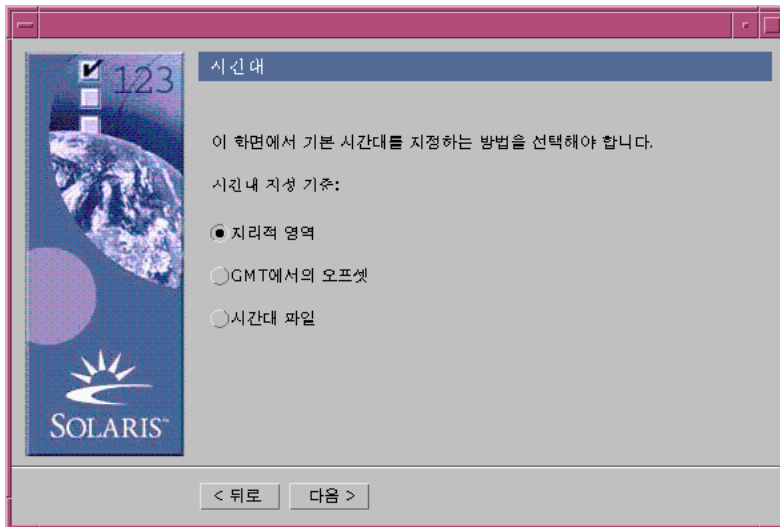 123
시간대
이 화면에서 기본 시간대를 지정하는 방법을 선택해야 합니다.
시간대 지정 기준:
지리적 영역
GMT에서의 오프셋
시간대 파일
SOLARIS™
< 뒤로
다음 >